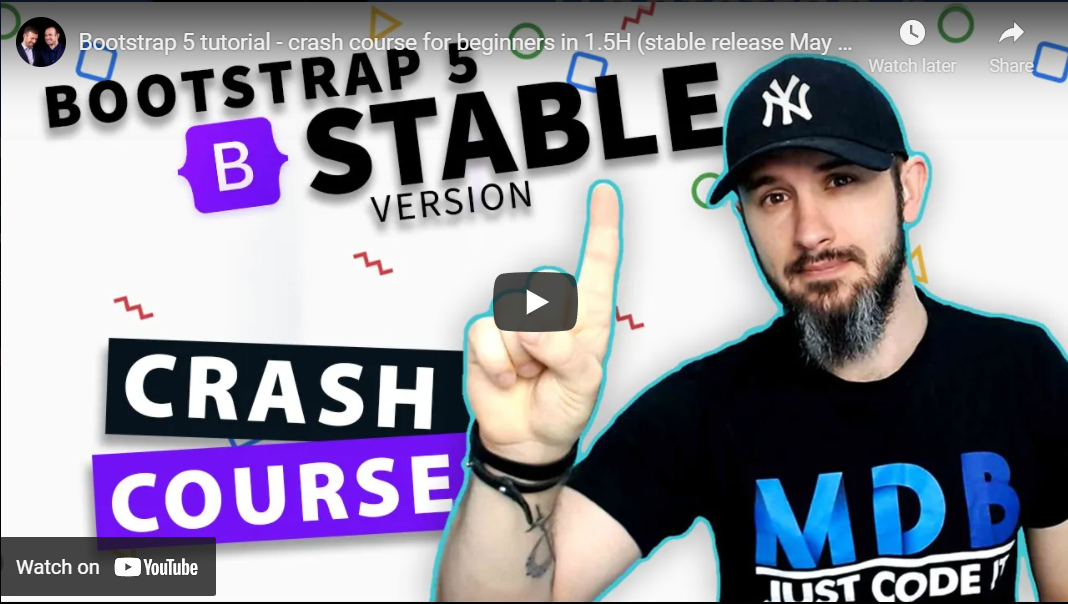 Bootstrap 5 tutorial - crash course for beginners in 1.5H (stable release May ...
Watch later
Share
BOOTSTRAP 5
B
STABLE
VERSION
NY
CRASH
COURSE
MDB
JUST CODE IT
Watch on YouTube